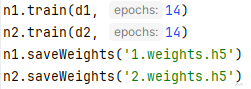 n1.train(d1, epochs: 14)
n2.train(d2, epochs: 14)
n1.saveWeights('1.weights.h5')
n2.saveWeights('2.weights.h5')